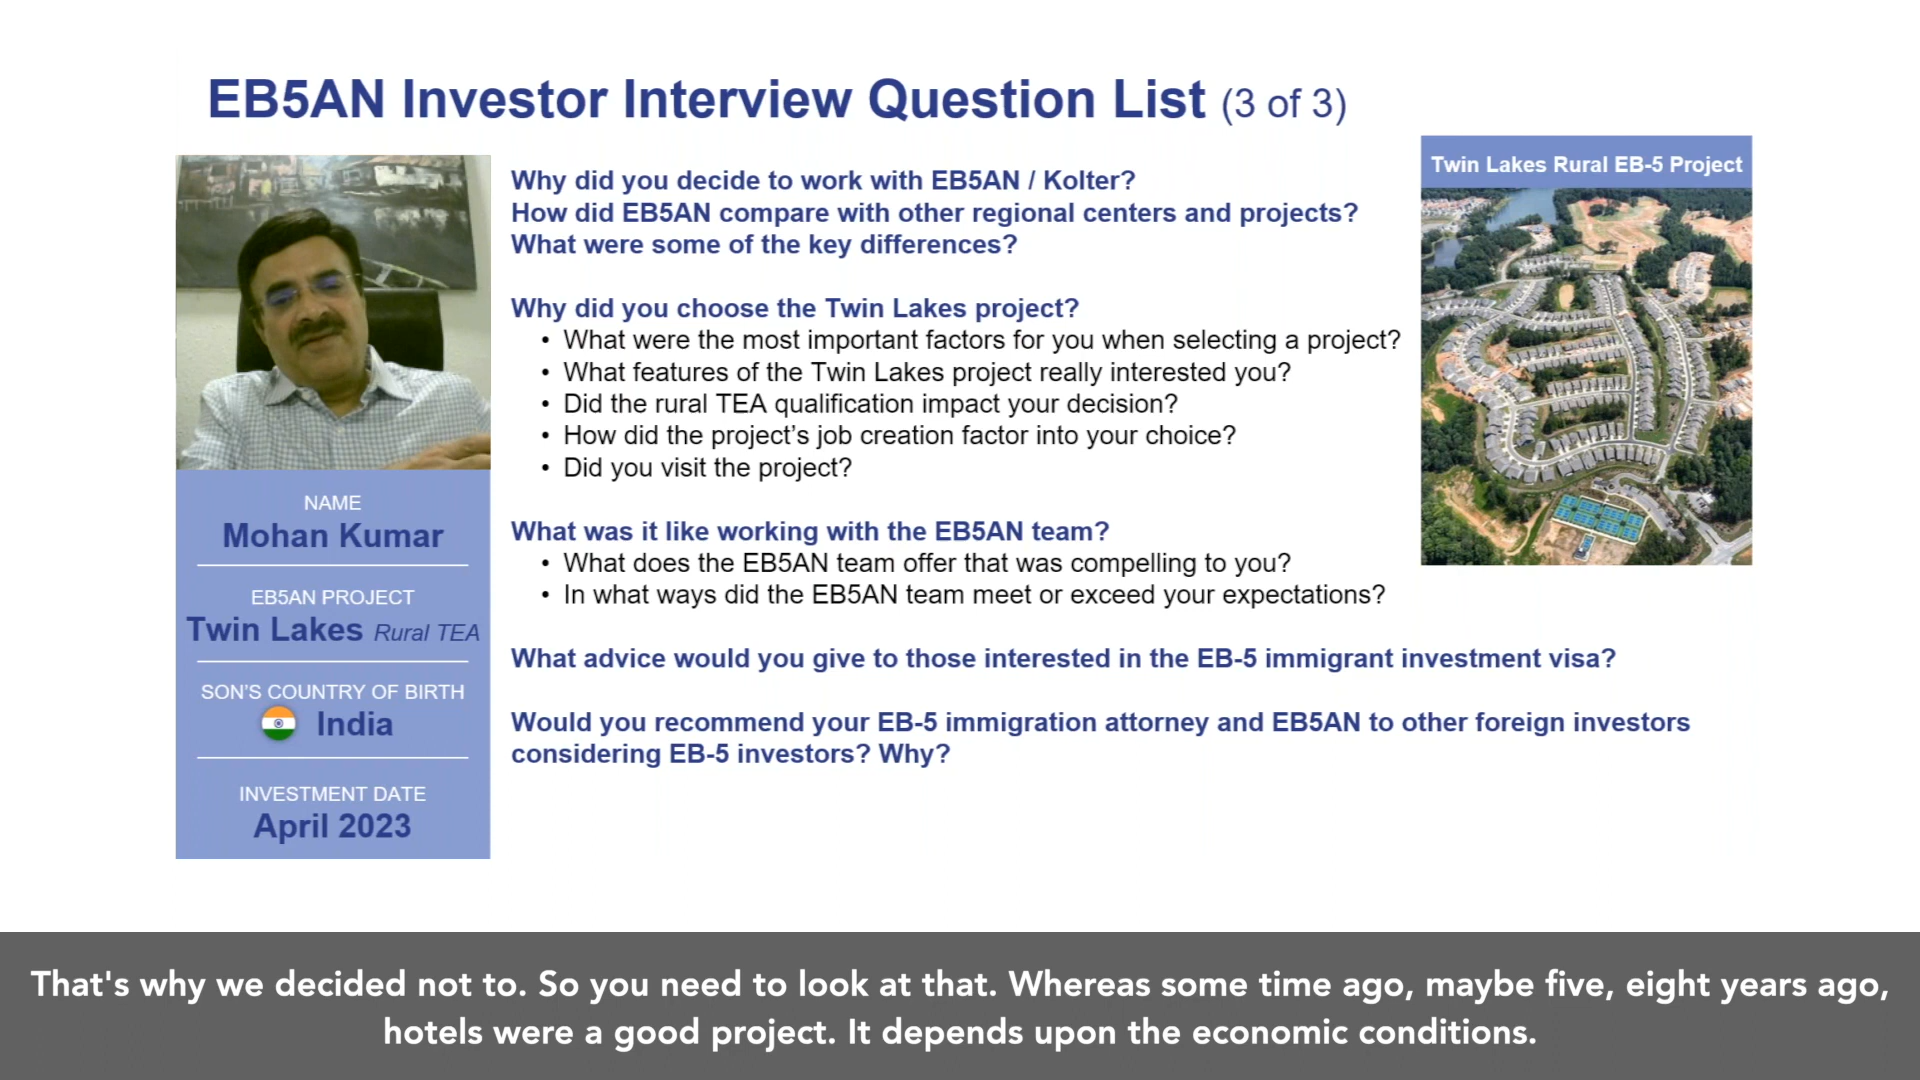 EB5AN Investor Interview Question List (3 of 3)
Twin Lakes Rural EB-5 Project
Why did you decide to work with EB5AN / Kolter?
How did EB5AN compare with other regional centers and projects?
What were some of the key differences?
Why did you choose the Twin Lakes project?
• What were the most important factors for you when selecting a project?
• What features of the Twin Lakes project really interested you?
• Did the rural TEA qualification impact your decision?
• How did the project’s job creation factor into your choice?
• Did you visit the project?
What was it like working with the EB5AN team?
• What does the EB5AN team offer that was compelling to you?
• In what ways did the EB5AN team meet or exceed your expectations?
What advice would you give to those interested in the EB-5 immigrant investment visa?
Would you recommend your EB-5 immigration attorney and EB5AN to other foreign investors
considering EB-5 investors? Why?
NAME
Mohan Kumar
EB5AN PROJECT
Twin Lakes Rural TEA
SON'S COUNTRY OF BIRTH
India
INVESTMENT DATE
April 2023
That's why we decided not to. So you need to look at that. Whereas some time ago, maybe five, eight years ago,
hotels were a good project. It depends upon the economic conditions.